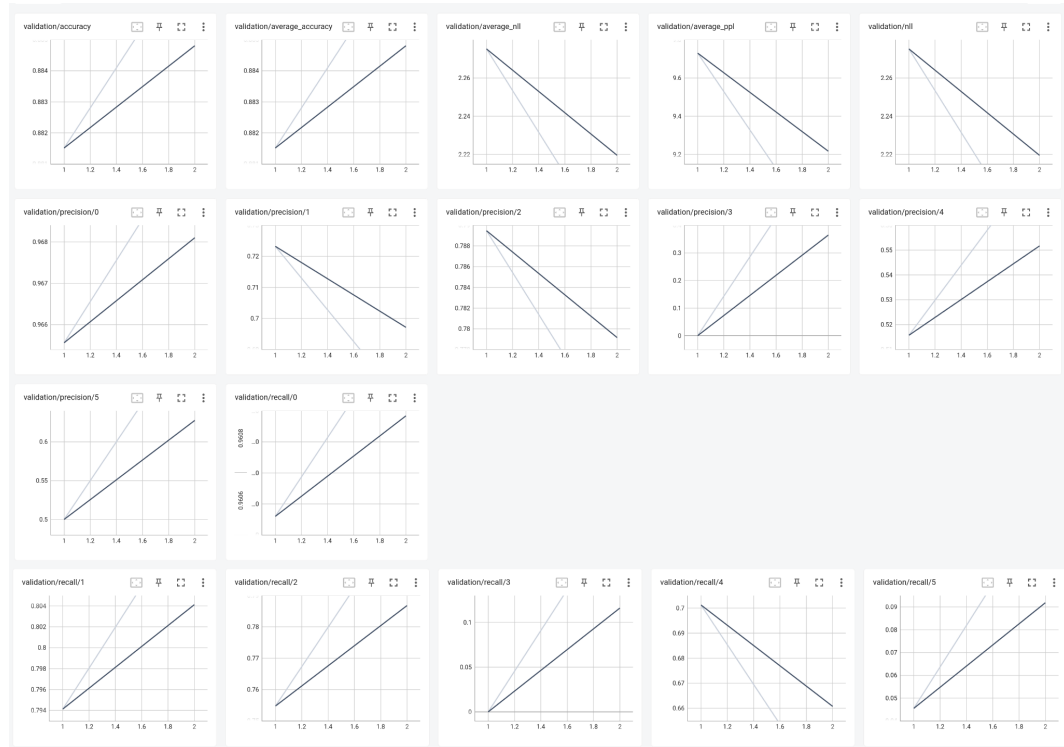 validation/accuracy
0.884
0.883
0.882
1 1.2 1.4 1.6 1.8 2
validation/average_accuracy
0.884
0.883
0.882
1 1.2 1.4 1.6 1.8 2
validation/average_nll
2.26
2.24
2.22
1 1.2 1.4 1.6 1.8 2
validation/average_ppl
9.6
9.4
9.2
1 1.2 1.4 1.6 1.8 2
validation/nll
2.26
2.24
2.22
1 1.2 1.4 1.6 1.8 2
validation/precision/0
0.968
0.967
0.966
1 1.2 1.4 1.6 1.8 2
validation/precision/1
0.72
0.71
0.7
1 1.2 1.4 1.6 1.8 2
validation/precision/2
0.788
0.786
0.784
0.782
0.78
1 1.2 1.4 1.6 1.8 2
validation/precision/3
0.3
0.2
0.1
0
1 1.2 1.4 1.6 1.8 2
validation/precision/4
0.55
0.54
0.53
0.52
1 1.2 1.4 1.6 1.8 2
validation/precision/5
0.6
0.55
0.5
1 1.2 1.4 1.6 1.8 2
validation/recall/0
0.9608
0.9606
...0
...0
...0
1 1.2 1.4 1.6 1.8 2
validation/recall/1
0.804
0.802
0.8
0.798
0.796
0.794
1 1.2 1.4 1.6 1.8 2
validation/recall/2
0.78
0.77
0.76
1 1.2 1.4 1.6 1.8 2
validation/recall/3
0.1
0.05
0
1 1.2 1.4 1.6 1.8 2
validation/recall/4
0.7
0.69
0.68
0.67
0.66
1 1.2 1.4 1.6 1.8 2
validation/recall/5
0.09
0.08
0.07
0.06
0.05
1 1.2 1.4 1.6 1.8 2